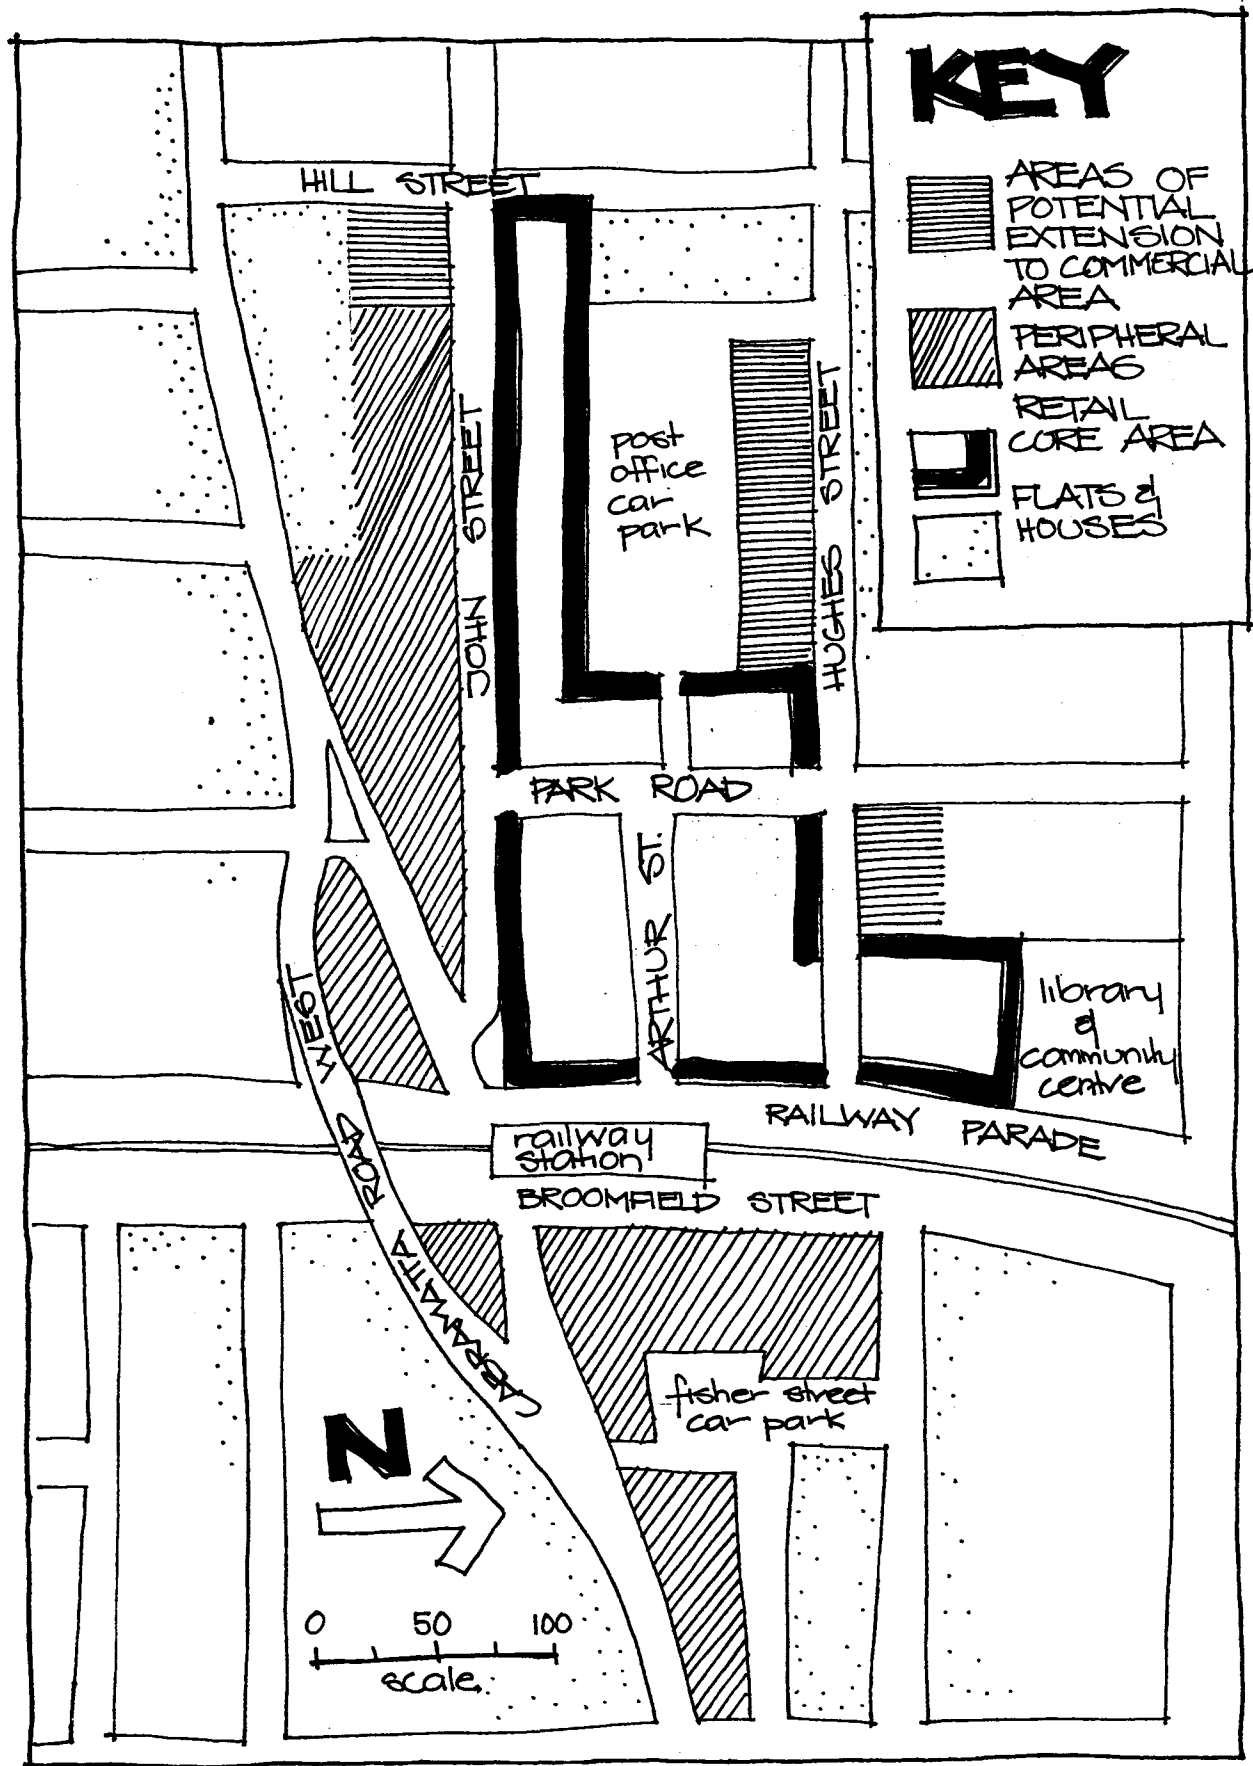 KEY
AREAS OF
POTENTIAL
EXTENSION
TO COMMERCIAL
AREA
PERIPHERAL
AREAS
RETAIL
CORE AREA
FLATS &
HOUSES
HILL STREET
JOHN STREET
post
office
car
park
HUGHES STREET
PARK ROAD
ARTHUR ST.
library
&
community
centre
RAILWAY PARADE
railway
station
BROOMFIELD STREET
CABRAMATTA ROAD WEST
fisher street
car park
N
0 50 100
scale